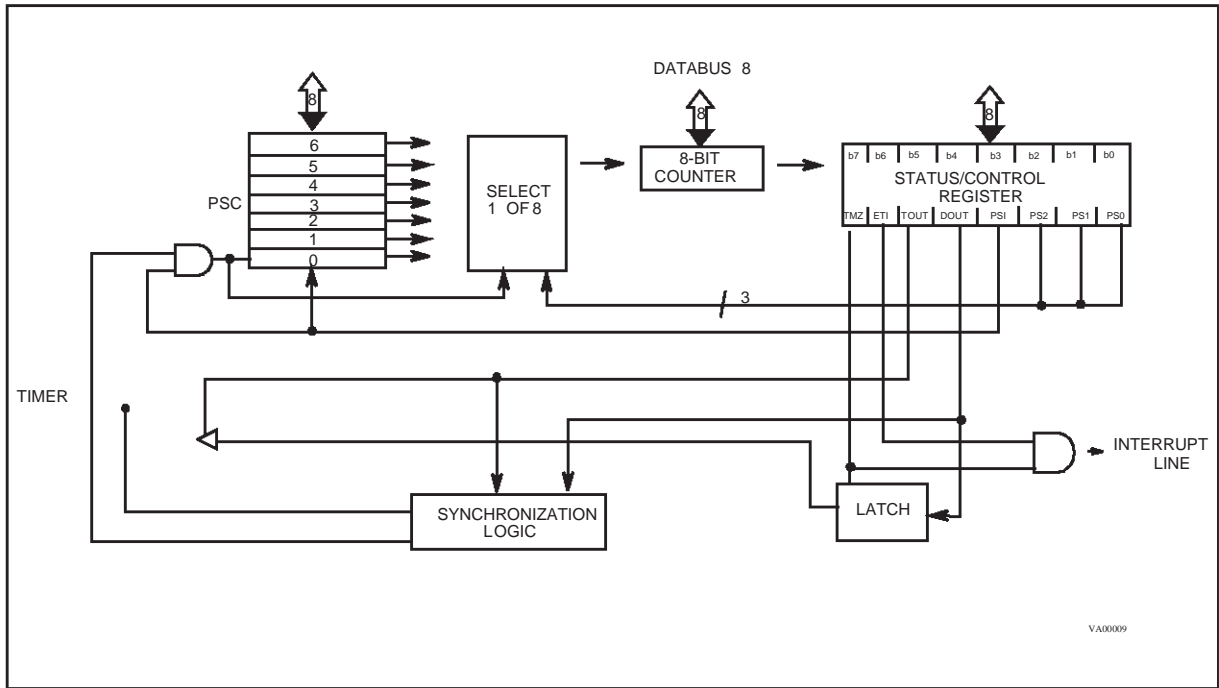 DATABUS 8
8
8
8
6
5
4
3
2
1
0
PSC
SELECT
1 OF 8
8-BIT
COUNTER
b7 b6 b5 b4 b3 b2 b1 b0
STATUS/CONTROL
REGISTER
TMZ ETI TOUT DOUT PSI PS2 PS1 PS0
3
TIMER
SYNCHRONIZATION
LOGIC
LATCH
INTERRUPT
LINE
VA00009